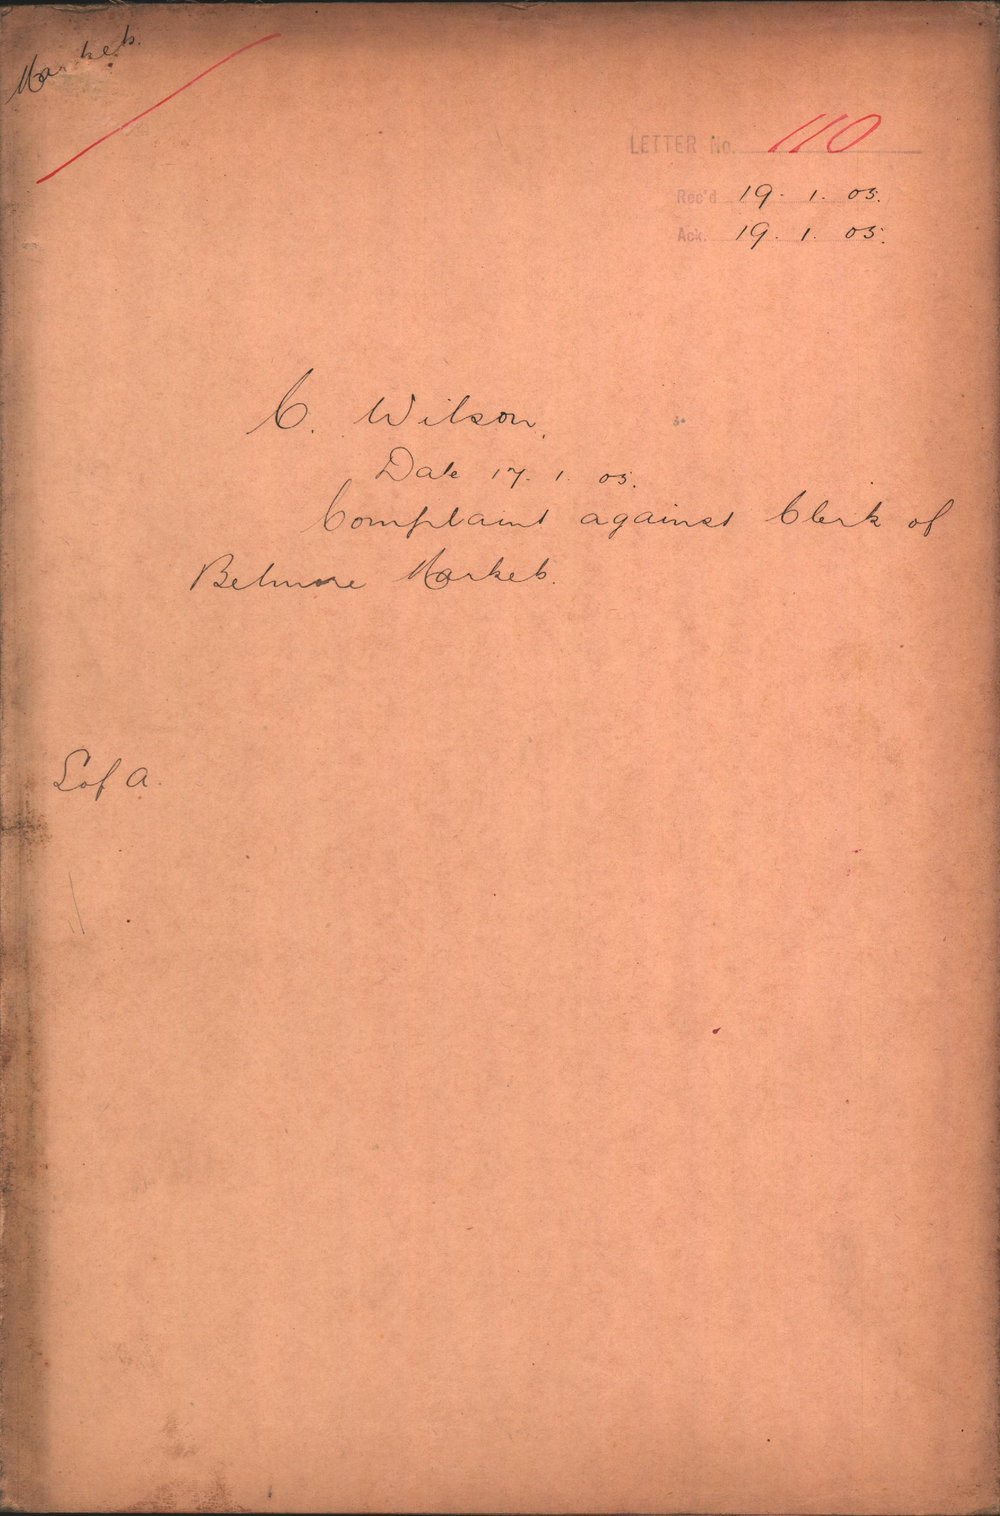 Markets.
LETTER No. 110
Rec'd 19. 1. 05.
Ack. 19. 1. 05.
C. Wilson,
Date 17. 1. 05.
Complaint against Clerk of
Belmore Markets.
L of A.